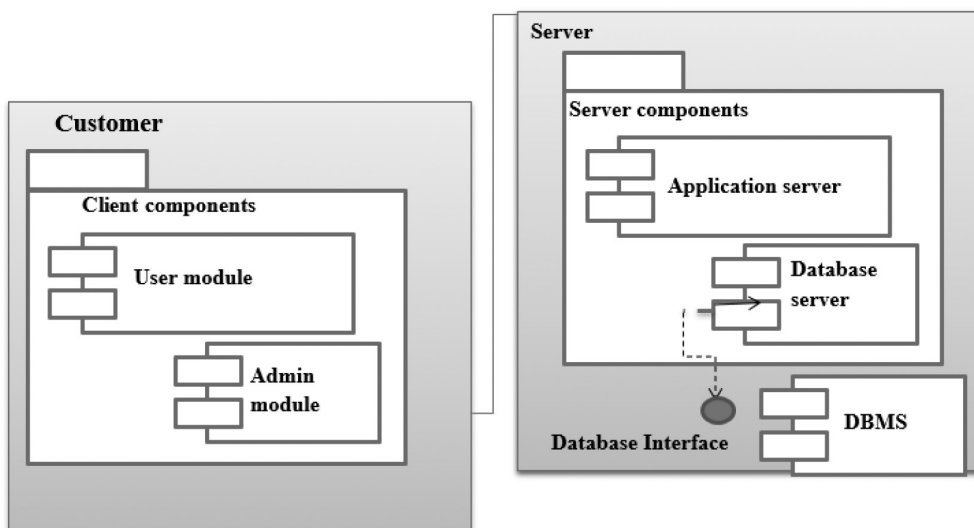 Customer
Client components
User module
Admin
module
Server
Server components
Application server
Database
server
Database Interface
DBMS